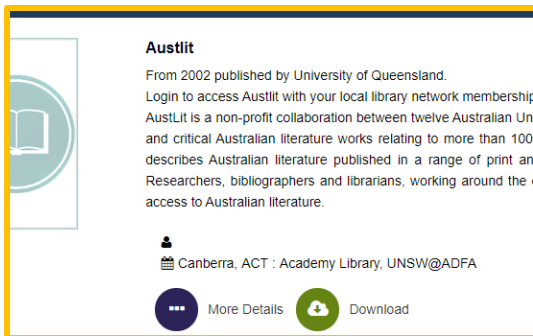 Austlit
From 2002 published by University of Queensland.
Login to access Austlit with your local library network membership
AustLit is a non-profit collaboration between twelve Australian Un
and critical Australian literature works relating to more than 100
describes Australian literature published in a range of print an
Researchers, bibliographers and librarians, working around the
access to Australian literature.
Canberra, ACT : Academy Library, UNSW@ADFA
More Details
Download